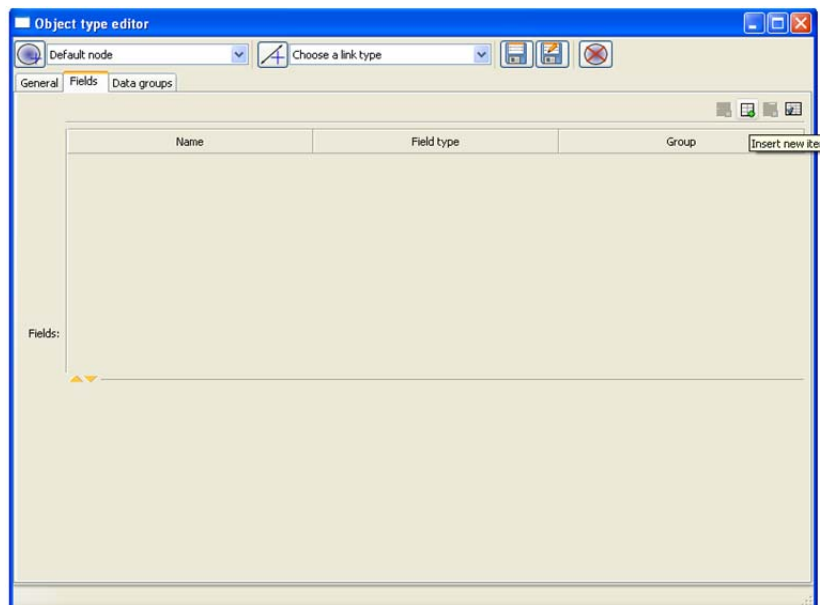 Object type editor
Default node
Choose a link type
General Fields Data groups
Name Field type Group
Insert new ite
Fields: